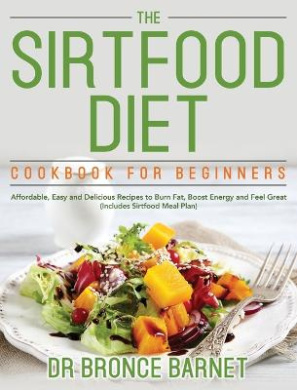 THE
SIRTFOOD
DIET
COOKBOOK FOR BEGINNERS
Affordable, Easy and Delicious Recipes to Burn Fat, Boost Energy and Feel Great
(Includes Sirtfood Meal Plan)
DR BRONCE BARNET